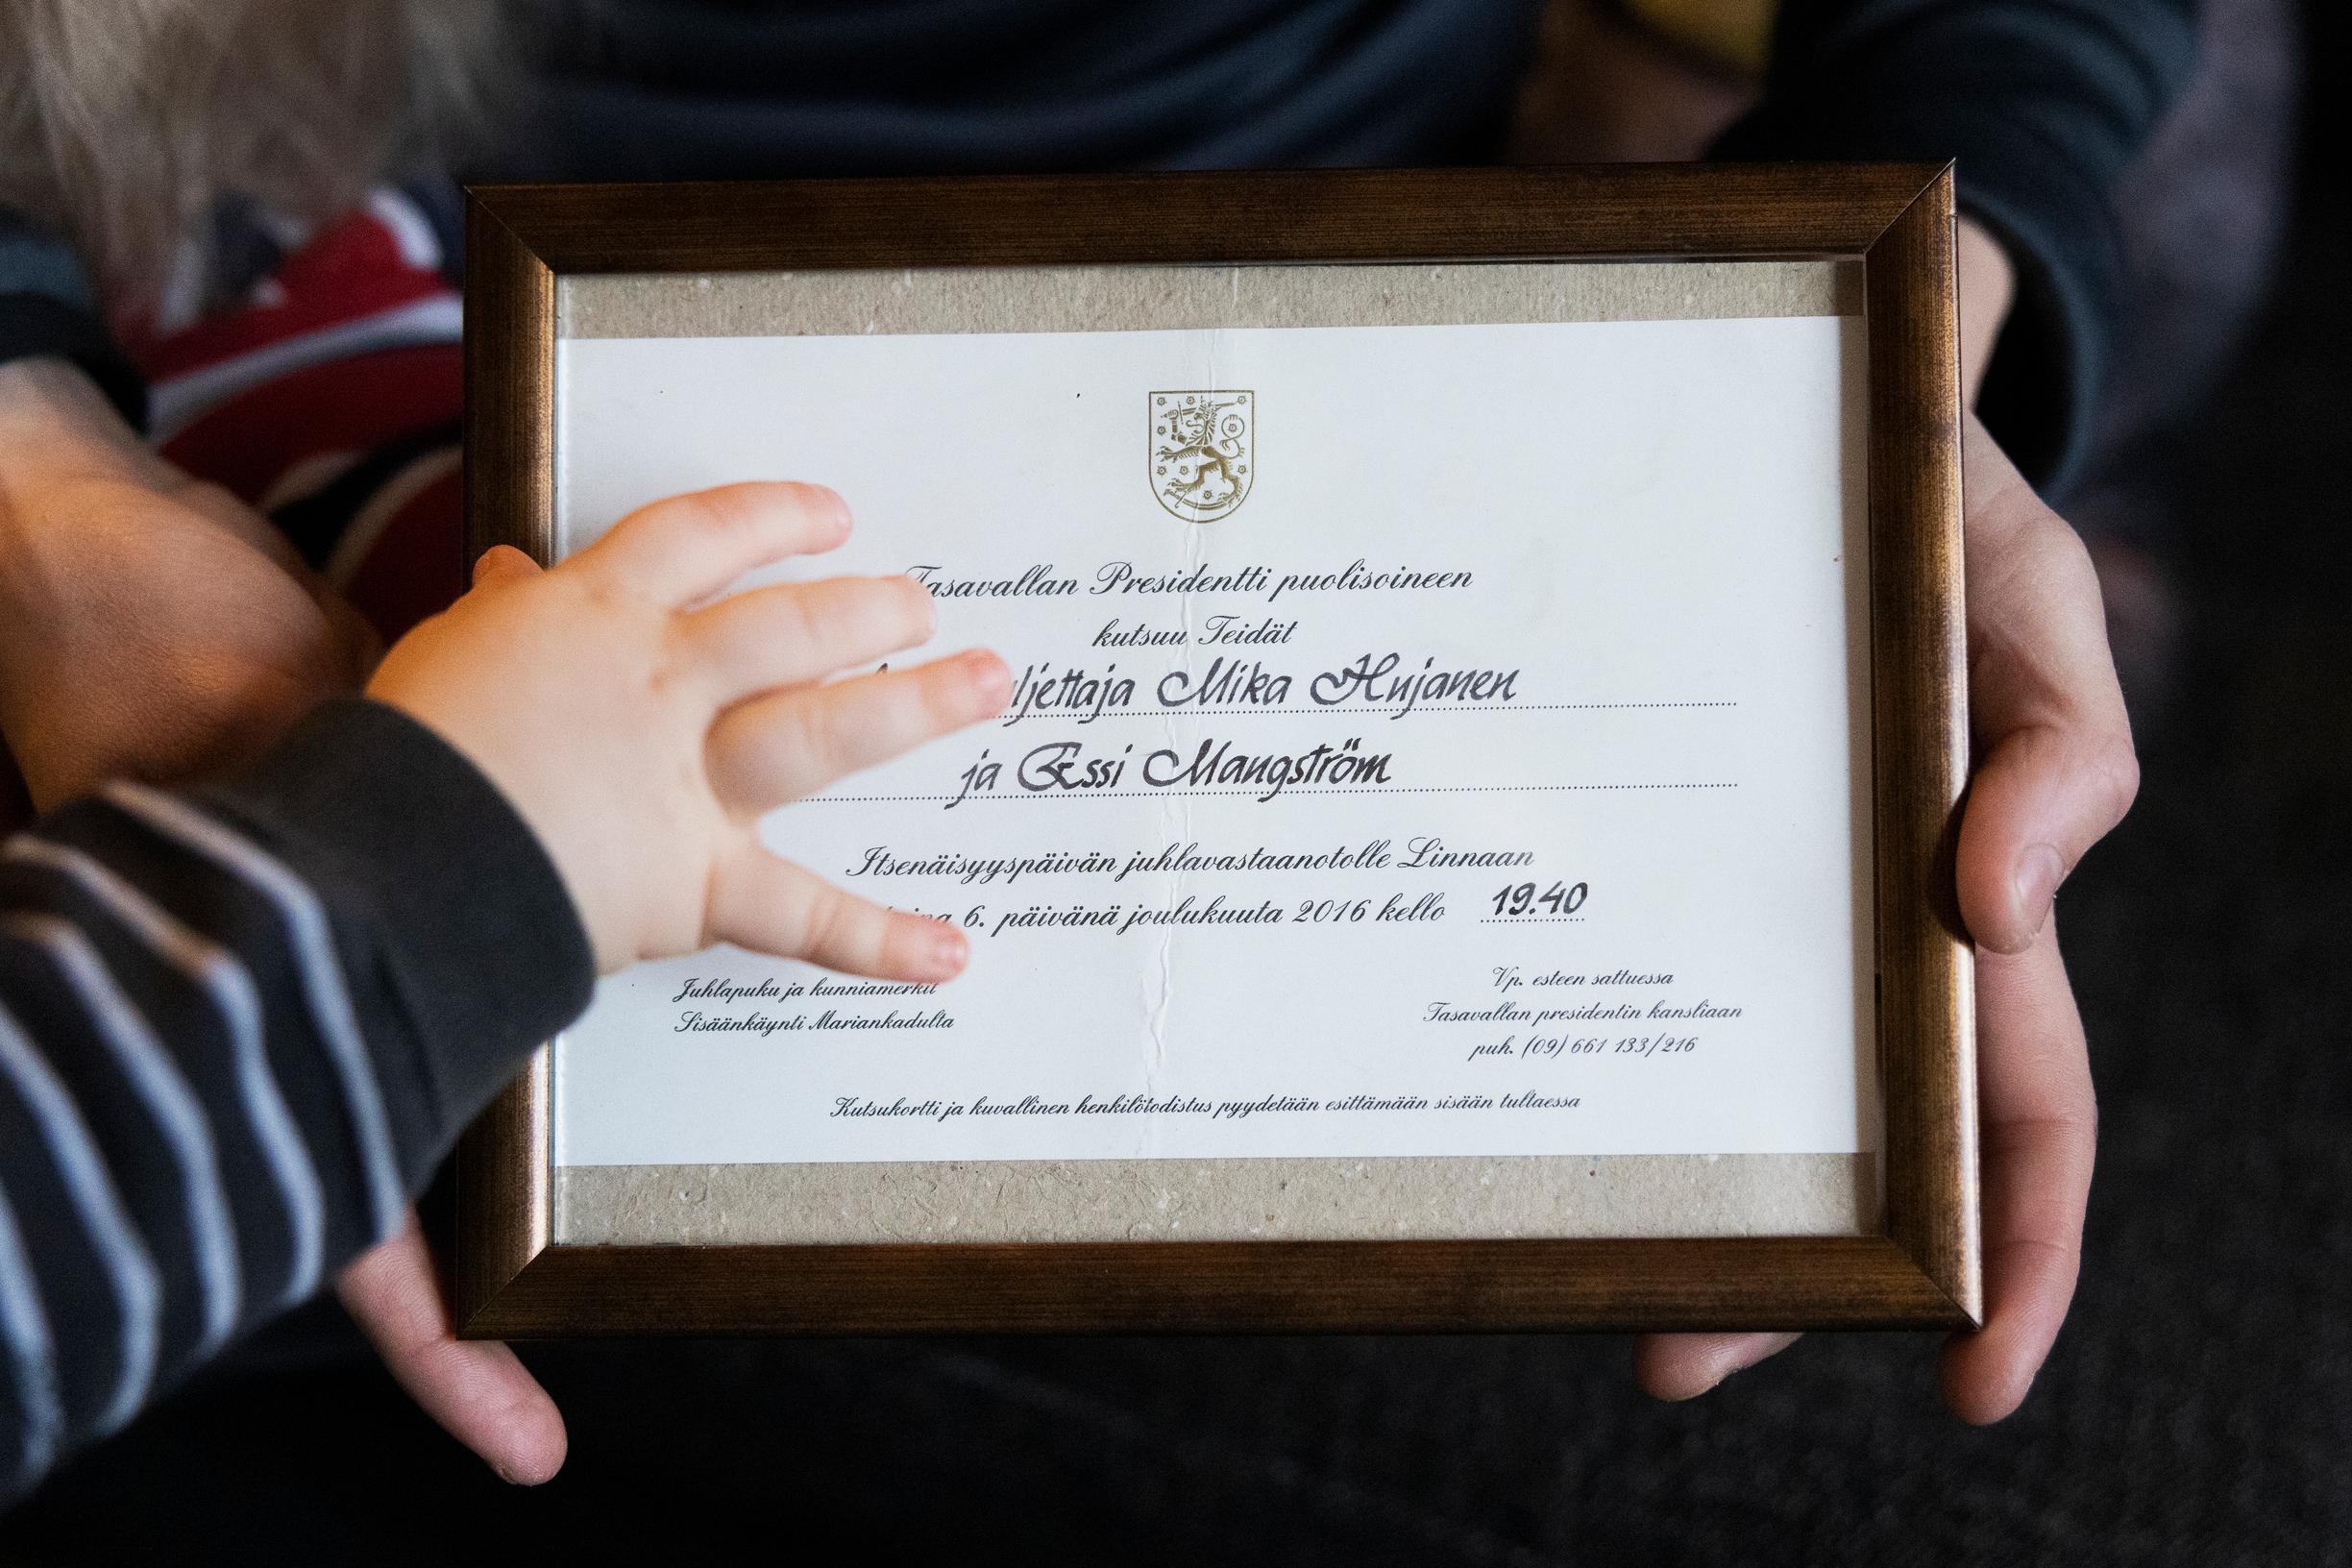 Tasavallan Presidentti puolisoineen
kutsuu Teidät
Mika Hujanen
ja Essi Mangström
Itsenäisyyspäivän juhlavastaanotolle Linnaan
6. päivänä joulukuuta 2016 kello 19.40
Juhlapuku ja kunniamerkit
Sisäänkäynti Mariankadulta
Vp. esteen sattuessa
Tasavallan presidentin kansliaan
puh. (09) 661 133/216
Kutsukortti ja kuvallinen henkilötodistus pyydetään esittämään sisään tultaessa